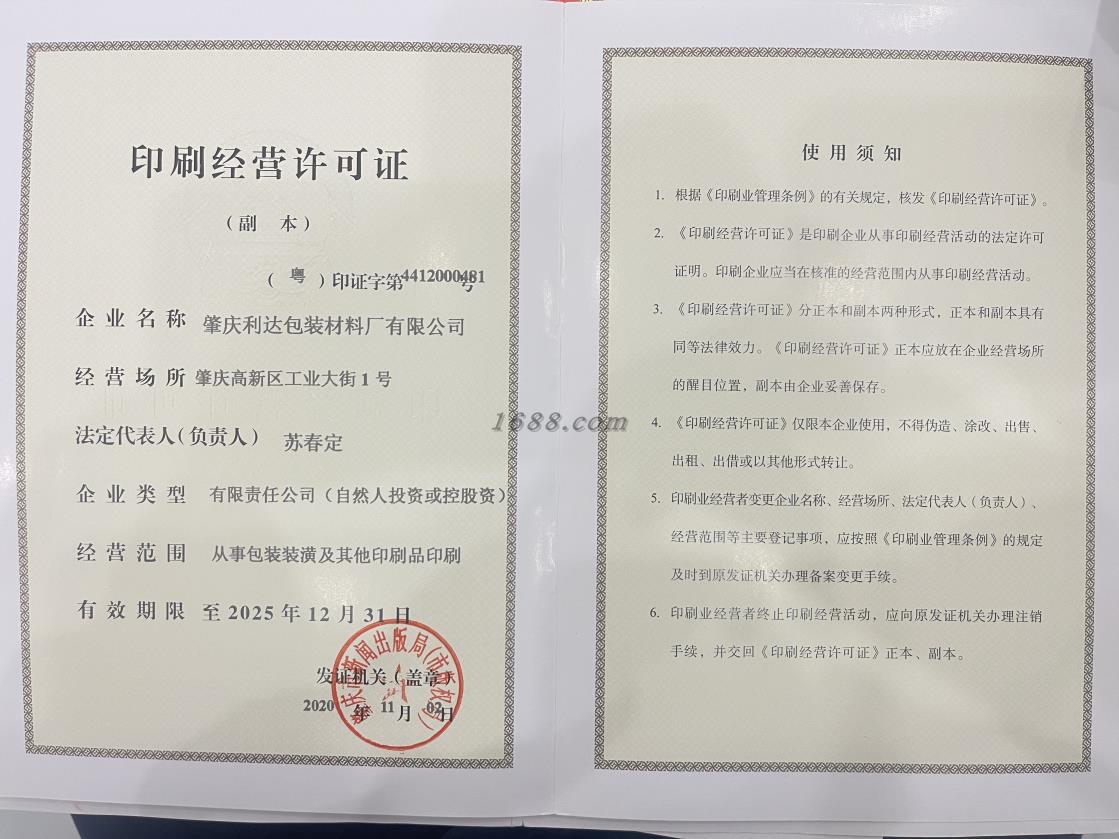 印刷经营许可证
（副 本）
（ 粤 ）印证字第4412000481号
企业名称 肇庆利达包装材料厂有限公司
经营场所 肇庆高新区工业大街1号
法定代表人（负责人） 苏春定
企业类型 有限责任公司（自然人投资或控股资）
经营范围 从事包装装潢及其他印刷品印刷
有效期限 至2025年12月31日
发证机关（盖章）
2020年11月02日
肇庆市新闻出版局（市版权局）
使用须知
1. 根据《印刷业管理条例》的有关规定，核发《印刷经营许可证》。
2. 《印刷经营许可证》是印刷企业从事印刷经营活动的法定许可
证明。印刷企业应当在核准的经营范围内从事印刷经营活动。
3. 《印刷经营许可证》分正本和副本两种形式，正本和副本具有
同等法律效力。《印刷经营许可证》正本应放在企业经营场所
的醒目位置，副本由企业妥善保存。
4. 《印刷经营许可证》仅限本企业使用，不得伪造、涂改、出售、
出租、出借或以其他形式转让。
5. 印刷业经营者变更企业名称、经营场所、法定代表人（负责人）、
经营范围等主要登记事项，应按照《印刷业管理条例》的规定
及时到原发证机关办理备案变更手续。
6. 印刷业经营者终止印刷经营活动，应向原发证机关办理注销
手续，并交回《印刷经营许可证》正本、副本。
1688.com